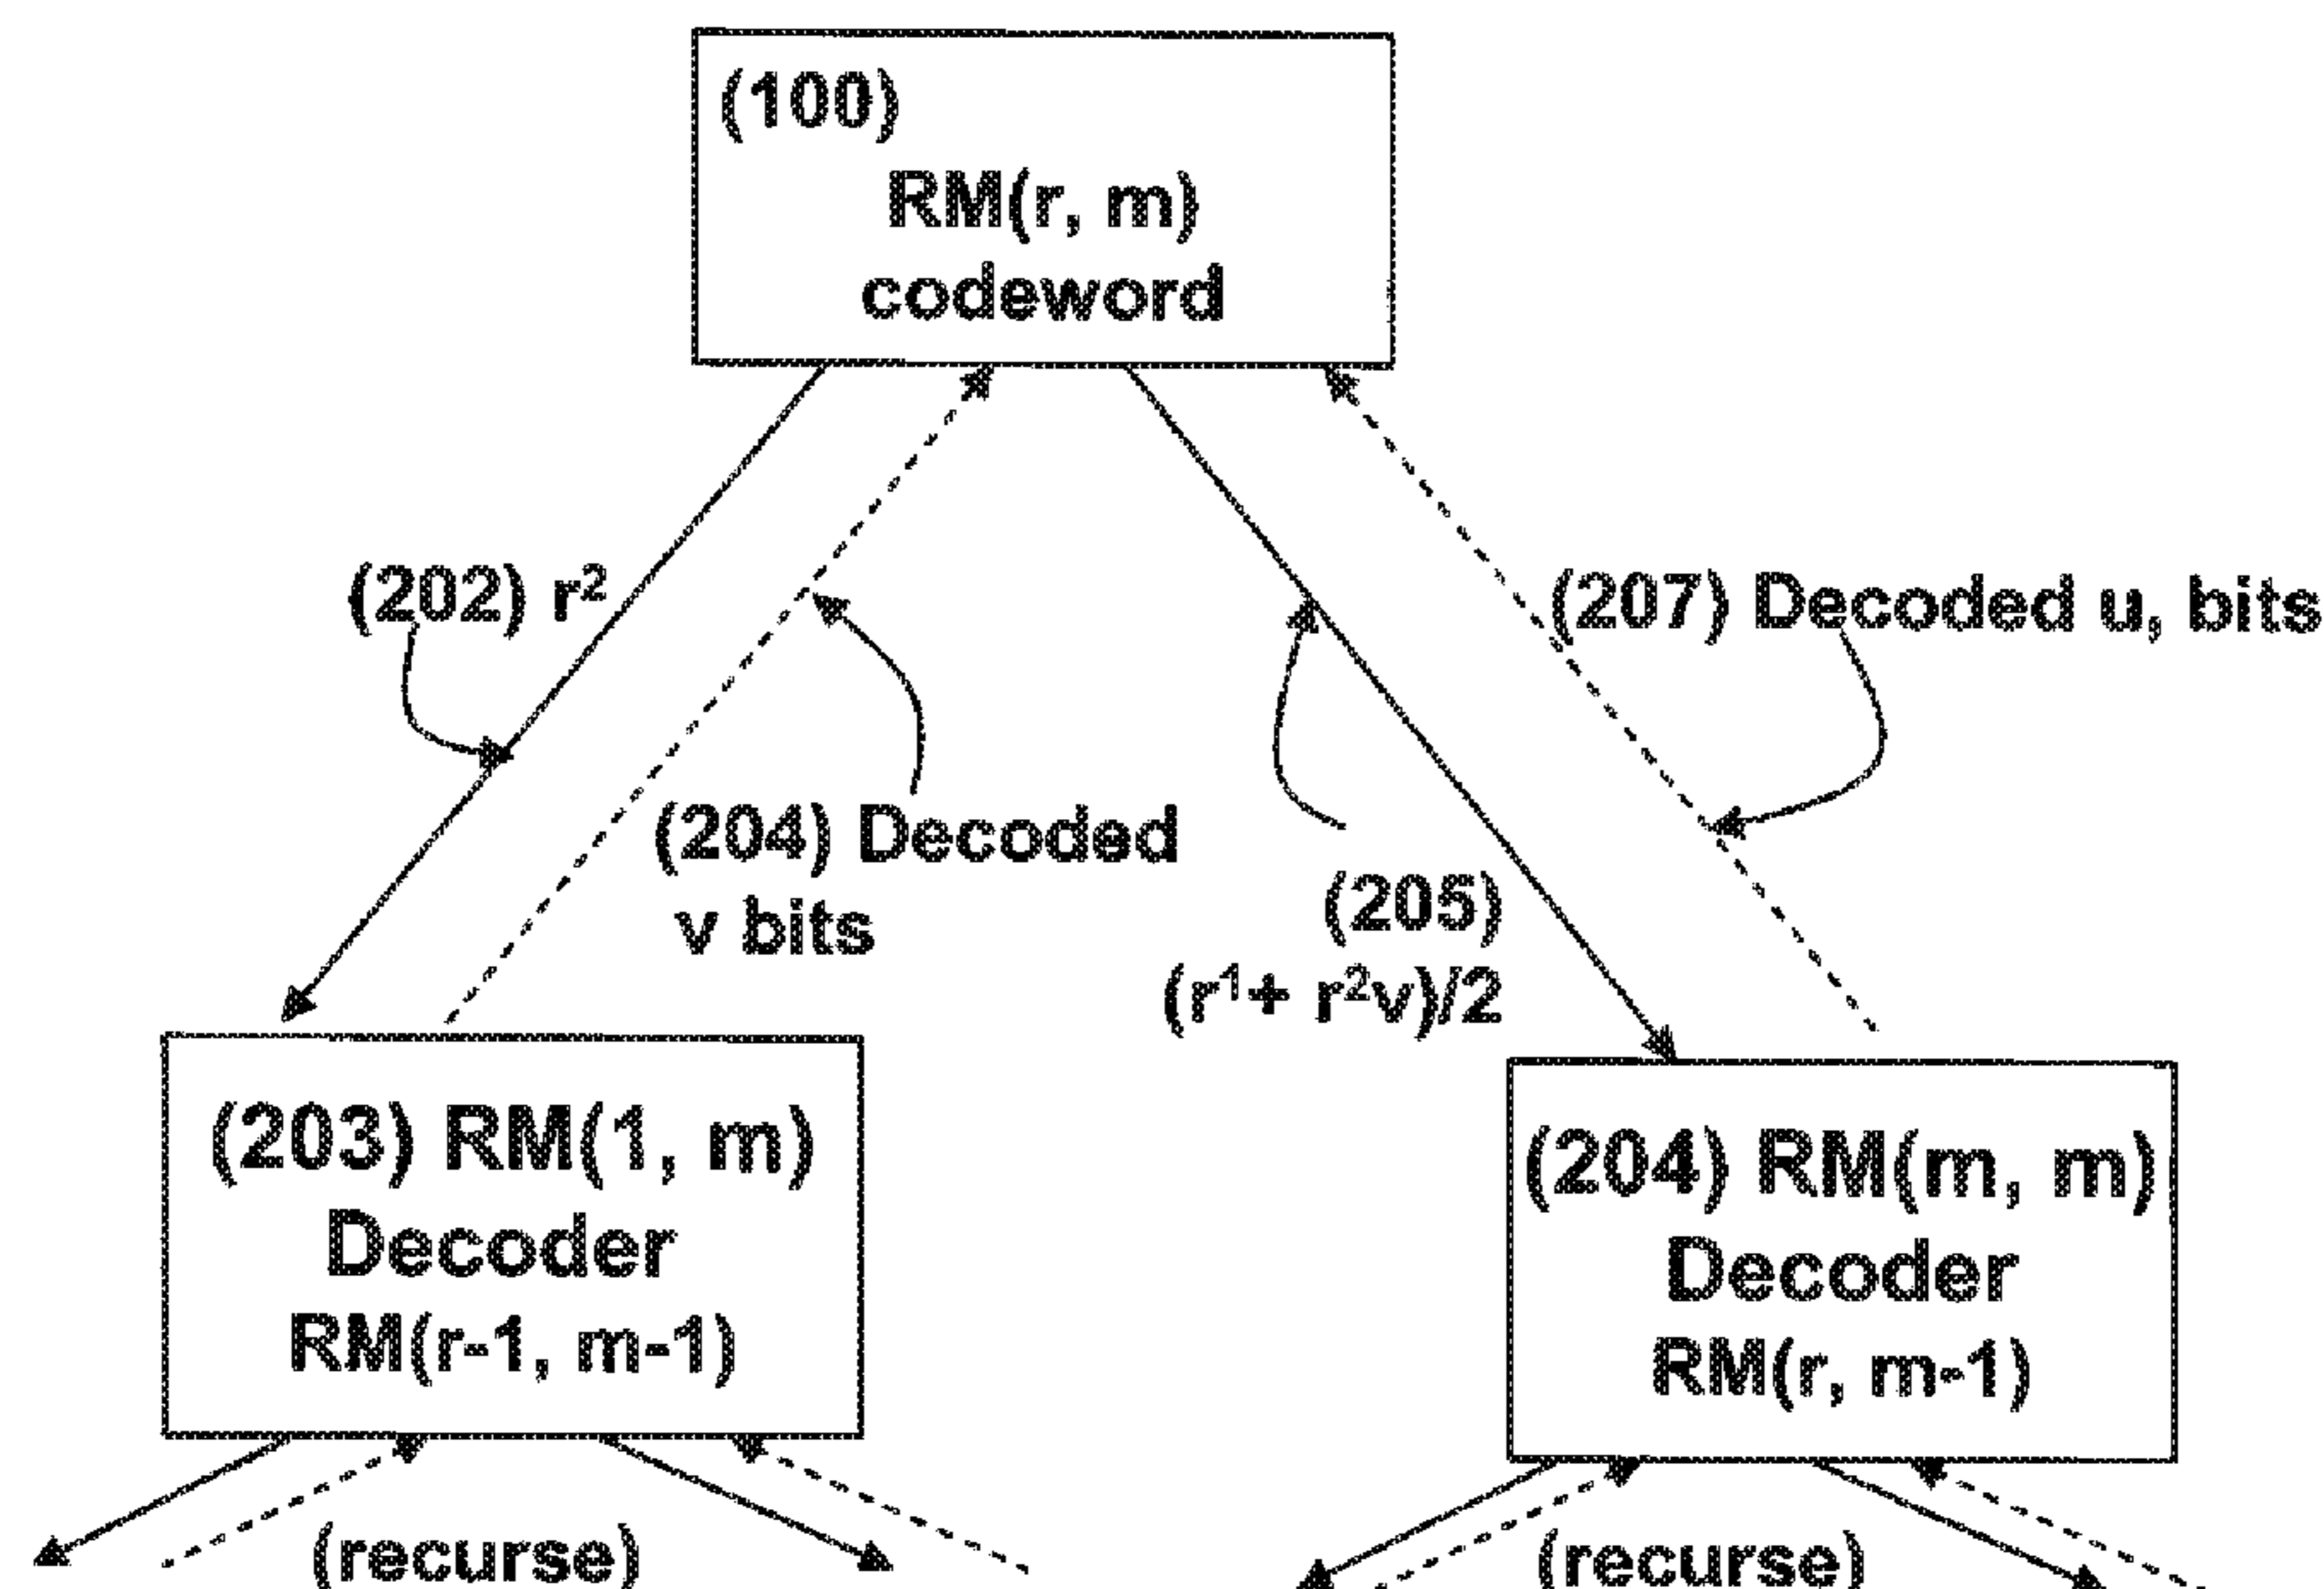 (100)
RM(r, m)
codeword
(202) r²
(207) Decoded u, bits
(204) Decoded
v bits
(205)
(r¹+ r²v)/2
(203) RM(1, m)
Decoder
RM(r-1, m-1)
(204) RM(m, m)
Decoder
RM(r, m-1)
(recurse)
(recurse)